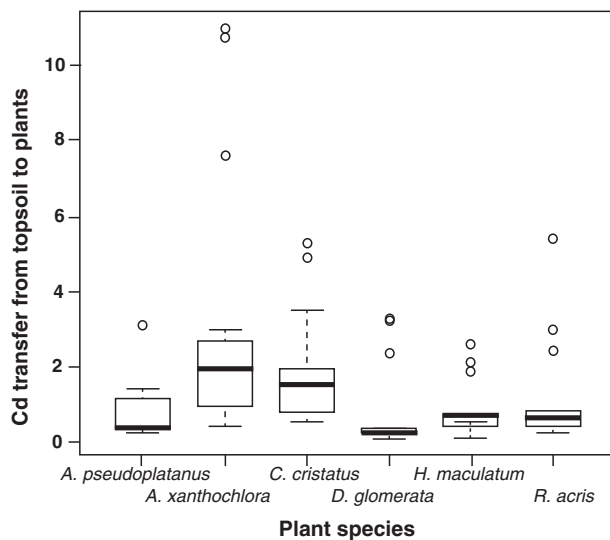 Cd transfer from topsoil to plants
10
8
6
4
2
0
A. pseudoplatanus
C. cristatus
H. maculatum
A. xanthochlora
D. glomerata
R. acris
Plant species